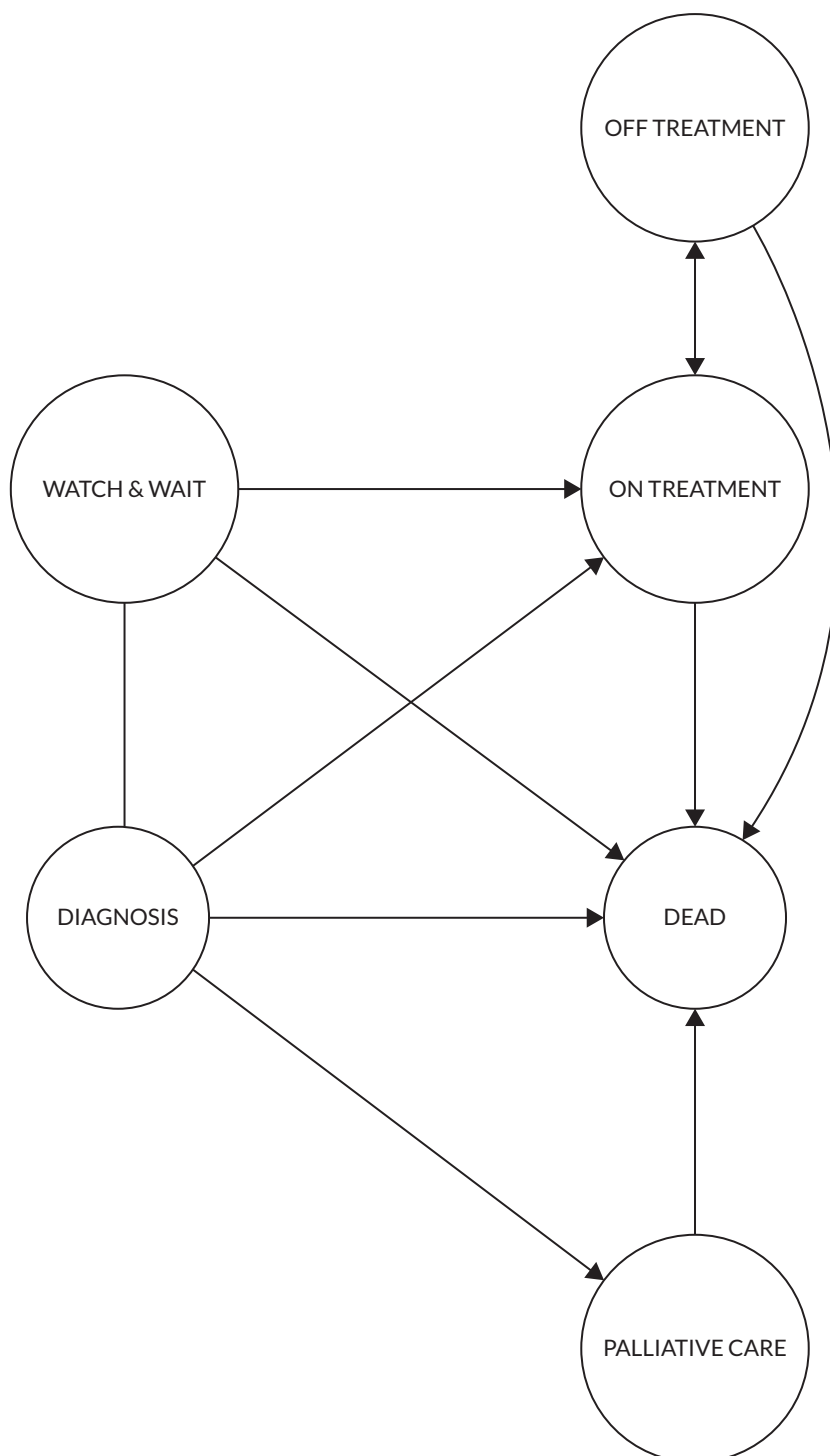 OFF TREATMENT
WATCH & WAIT
ON TREATMENT
DIAGNOSIS
DEAD
PALLIATIVE CARE